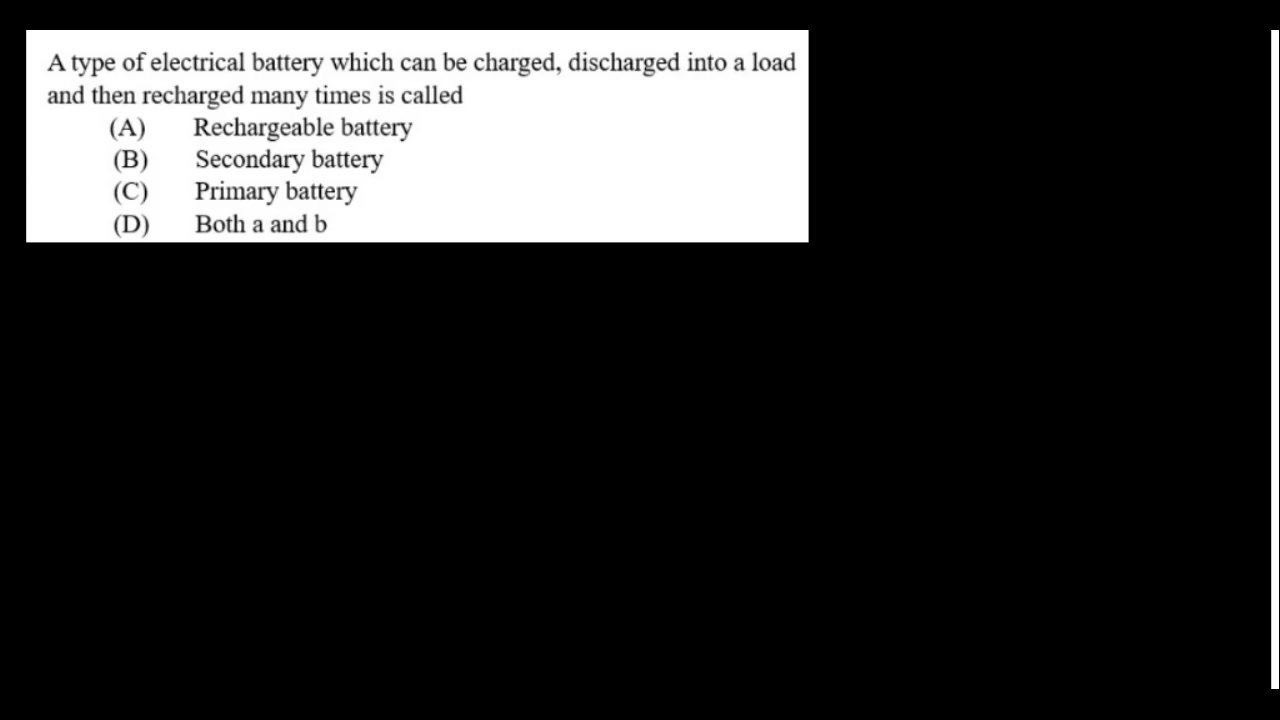 A type of electrical battery which can be charged, discharged into a load
and then recharged many times is called
(A) Rechargeable battery
(B) Secondary battery
(C) Primary battery
(D) Both a and b